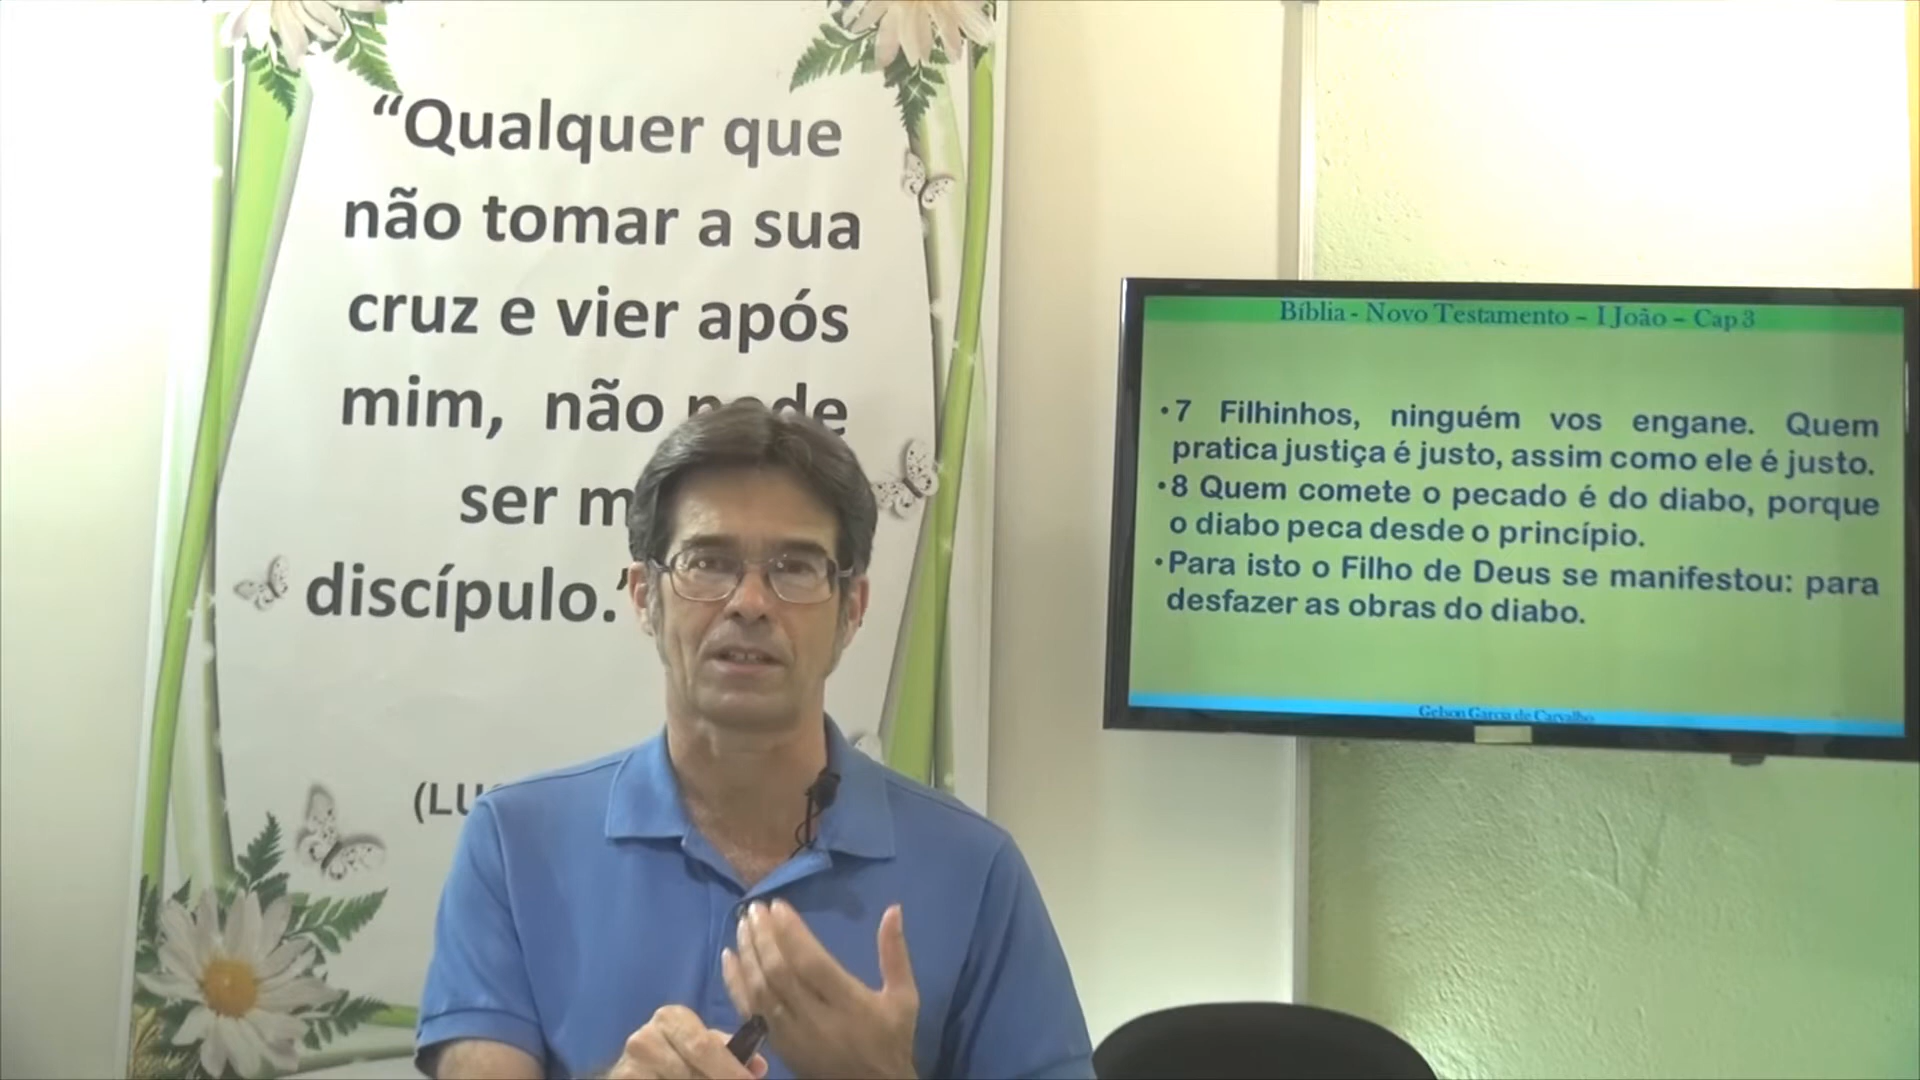 “Qualquer que
não tomar a sua
cruz e vier após
mim, não
ser
discípulo.”
Bíblia - Novo Testamento – I João – Cap 3
•7 Filhinhos, ninguém vos engane. Quem
pratica justiça é justo, assim como ele é justo.
•8 Quem comete o pecado é do diabo, porque
o diabo peca desde o princípio.
•Para isto o Filho de Deus se manifestou: para
desfazer as obras do diabo.
Gelson Garcia de Carvalho